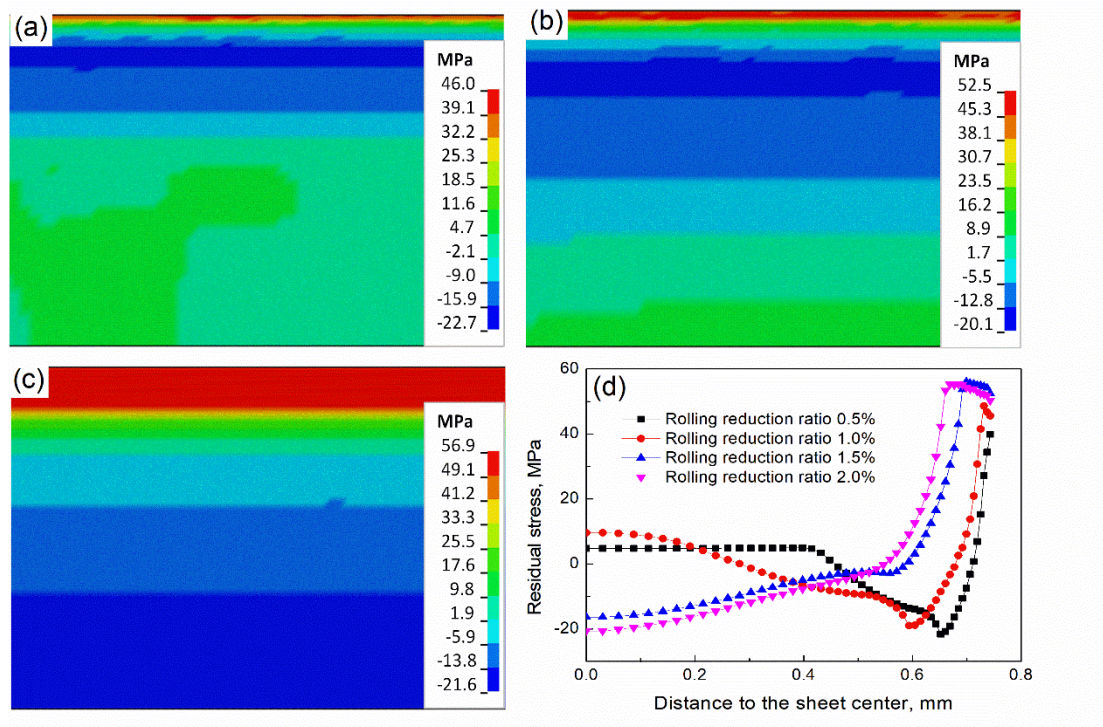 (a)
MPa
46.0
39.1
32.2
25.3
18.5
11.6
4.7
-2.1
-9.0
-15.9
-22.7
(b)
MPa
52.5
45.3
38.1
30.7
23.5
16.2
8.9
1.7
-5.5
-12.8
-20.1
(c)
MPa
56.9
49.1
41.2
33.3
25.5
17.6
9.8
1.9
-5.9
-13.8
-21.6
(d)
Rolling reduction ratio 0.5%
Rolling reduction ratio 1.0%
Rolling reduction ratio 1.5%
Rolling reduction ratio 2.0%
Residual stress, MPa
60
40
20
0
-20
0.0 0.2 0.4 0.6 0.8
Distance to the sheet center, mm